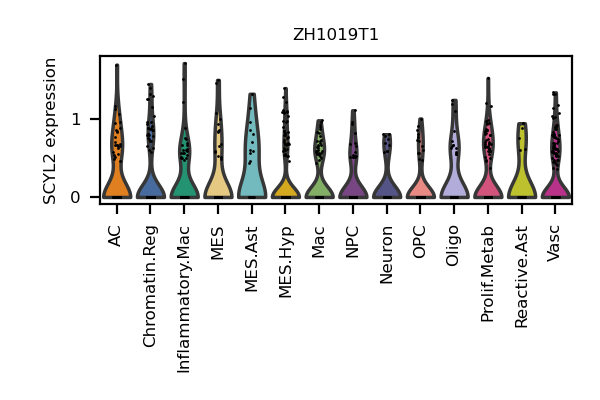 ZH1019T1
SCYL2 expression
1
0
AC
Chromatin.Reg
Inflammatory.Mac
MES
MES.Ast
MES.Hyp
Mac
NPC
Neuron
OPC
Oligo
Prolif.Metab
Reactive.Ast
Vasc